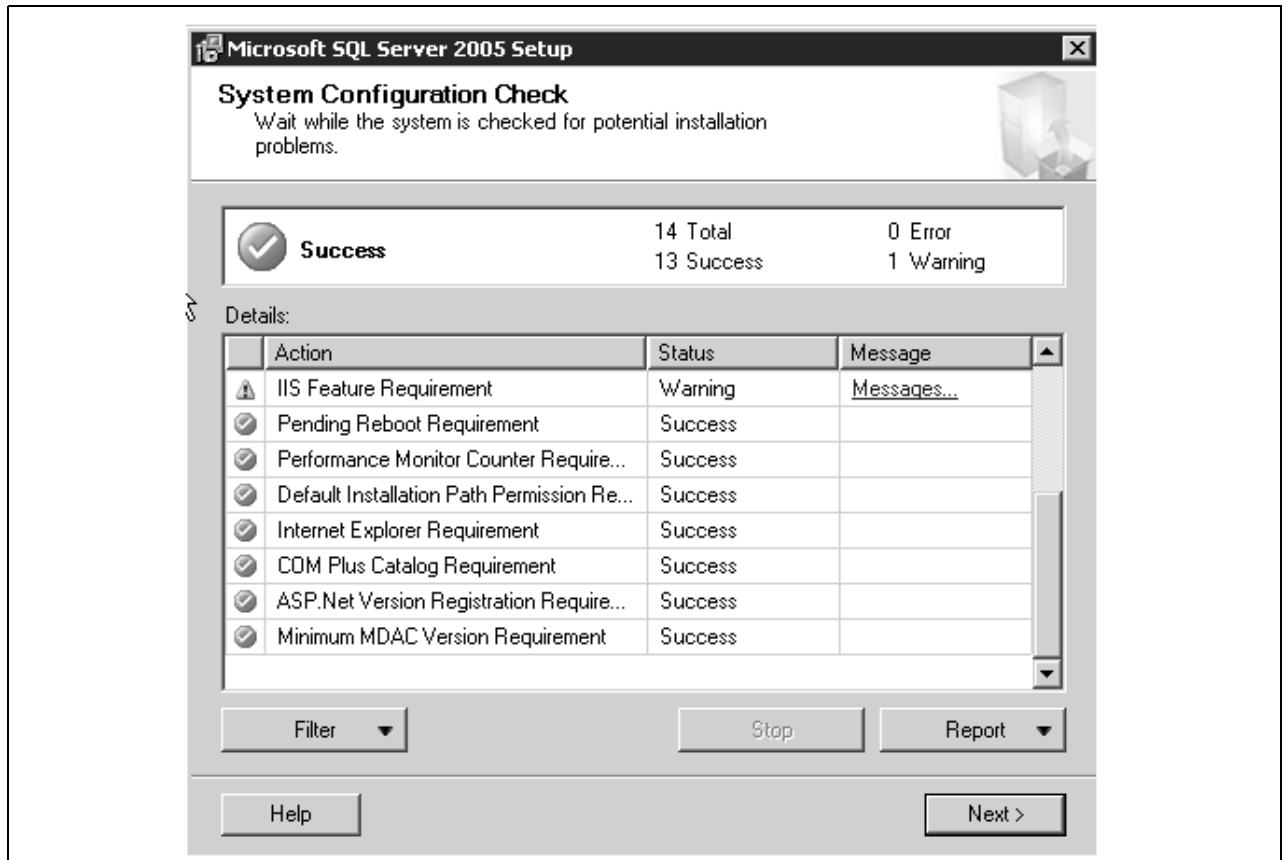 Microsoft SQL Server 2005 Setup
System Configuration Check
Wait while the system is checked for potential installation
problems.
Success
14 Total
0 Error
13 Success
1 Warning
Details:
Action Status Message
IIS Feature Requirement Warning Messages...
Pending Reboot Requirement Success
Performance Monitor Counter Require... Success
Default Installation Path Permission Re... Success
Internet Explorer Requirement Success
COM Plus Catalog Requirement Success
ASP.Net Version Registration Require... Success
Minimum MDAC Version Requirement Success
Filter Stop Report
Help Next >